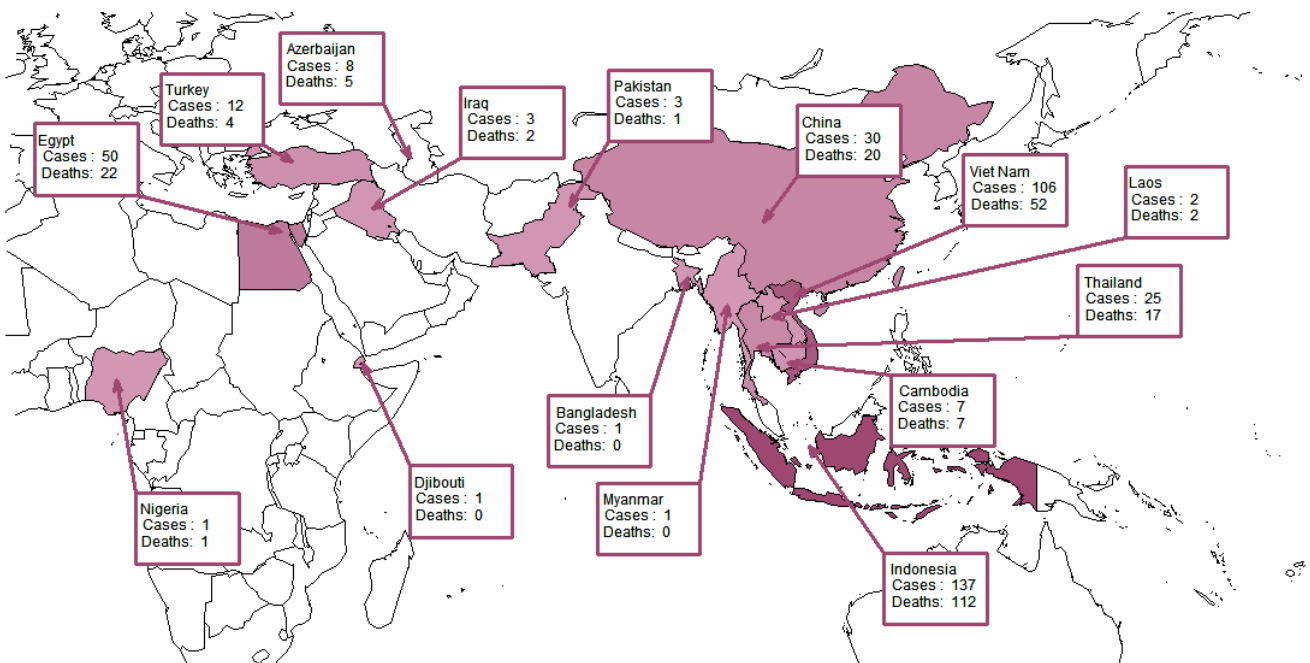 Azerbaijan
Cases : 8
Deaths: 5
Turkey
Cases : 12
Deaths: 4
Iraq
Cases : 3
Deaths: 2
Pakistan
Cases : 3
Deaths: 1
China
Cases : 30
Deaths: 20
Egypt
Cases : 50
Deaths: 22
Viet Nam
Cases : 106
Deaths: 52
Laos
Cases : 2
Deaths: 2
Thailand
Cases : 25
Deaths: 17
Cambodia
Cases : 7
Deaths: 7
Bangladesh
Cases : 1
Deaths: 0
Djibouti
Cases : 1
Deaths: 0
Myanmar
Cases : 1
Deaths: 0
Nigeria
Cases : 1
Deaths: 1
Indonesia
Cases : 137
Deaths: 112